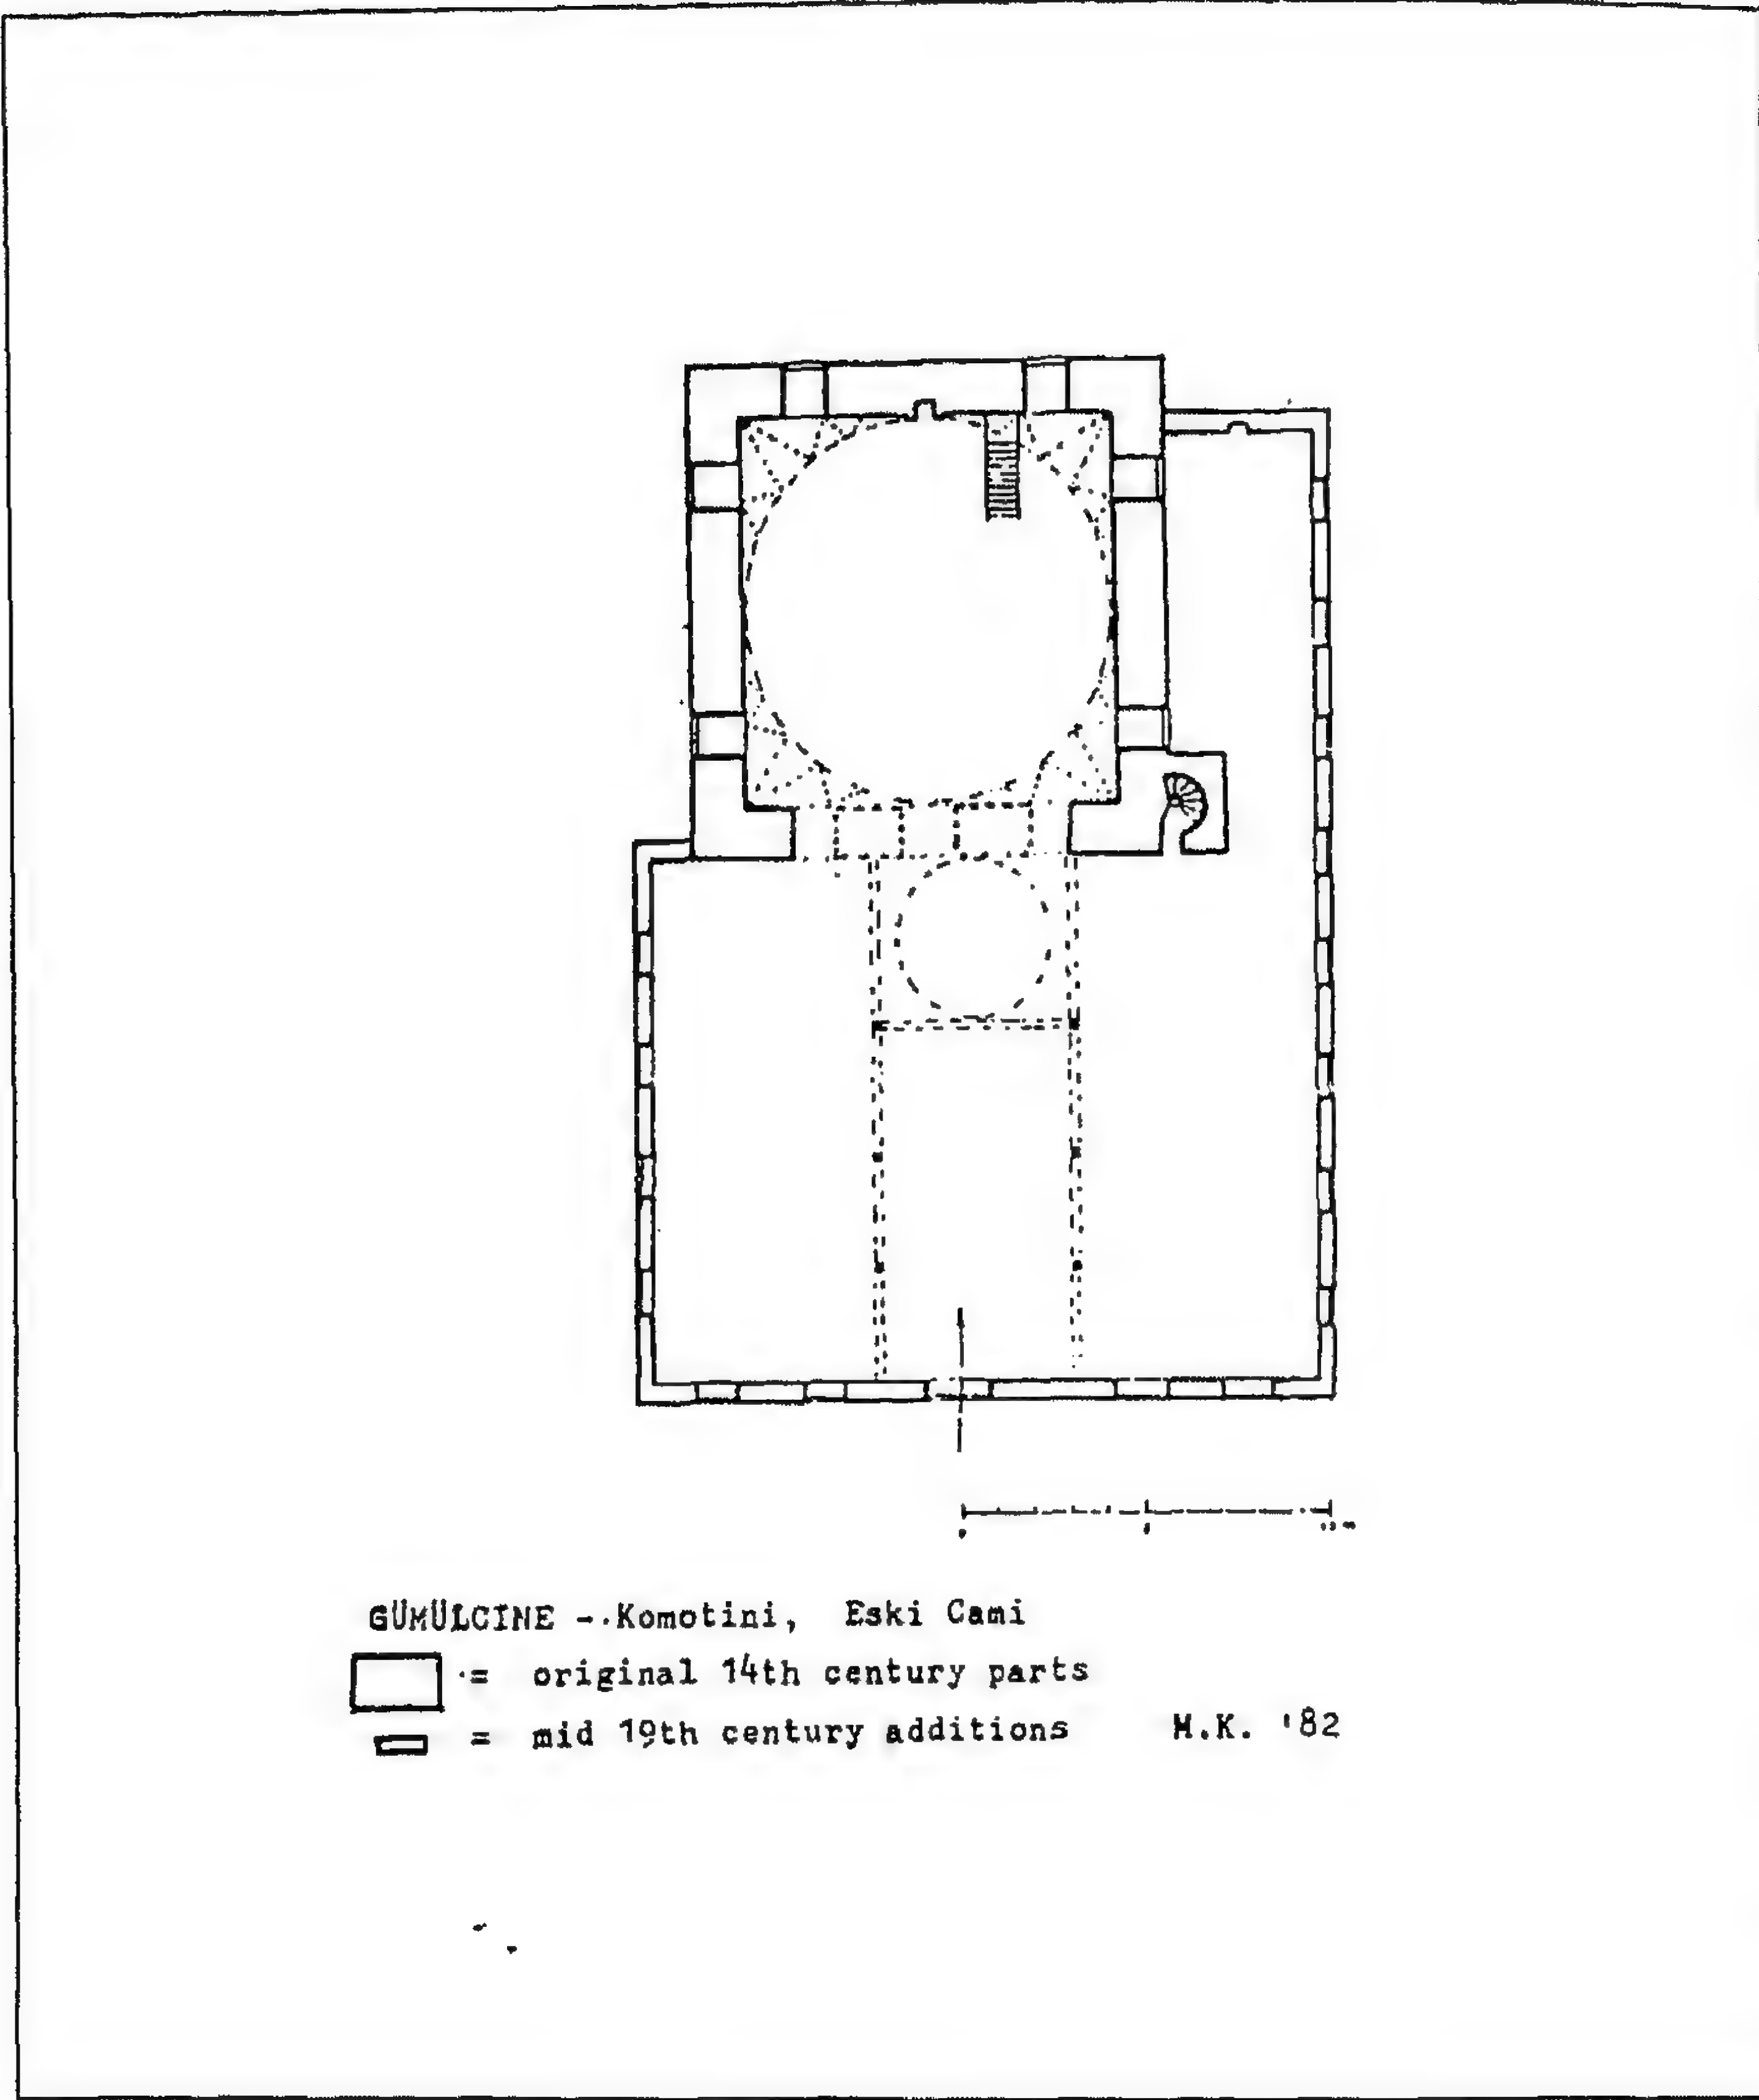 GÜMÜLCINE - Komotini, Eski Cami
= original 14th century parts
= mid 19th century additions M.K. '82